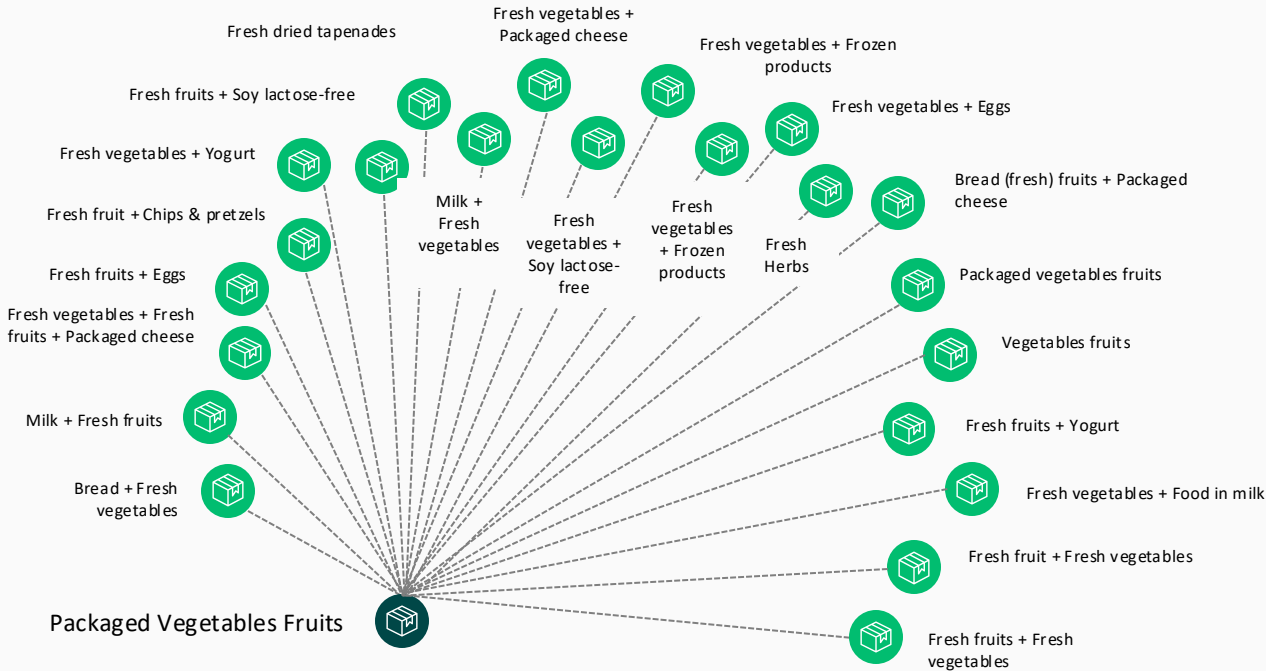 Fresh vegetables +
Packaged cheese
Fresh dried tapenades
Fresh vegetables + Frozen
products
Fresh fruits + Soy lactose-free
Fresh vegetables + Eggs
Fresh vegetables + Yogurt
Bread (fresh) fruits + Packaged
cheese
Fresh fruit + Chips & pretzels
Milk +
Fresh
vegetables
Fresh
vegetables +
Soy lactose-
free
Fresh
vegetables
+ Frozen
products
Fresh
Herbs
Fresh fruits + Eggs
Packaged vegetables fruits
Fresh vegetables + Fresh
fruits + Packaged cheese
Vegetables fruits
Milk + Fresh fruits
Fresh fruits + Yogurt
Bread + Fresh
vegetables
Fresh vegetables + Food in milk
Fresh fruit + Fresh vegetables
Packaged Vegetables Fruits
Fresh fruits + Fresh
vegetables